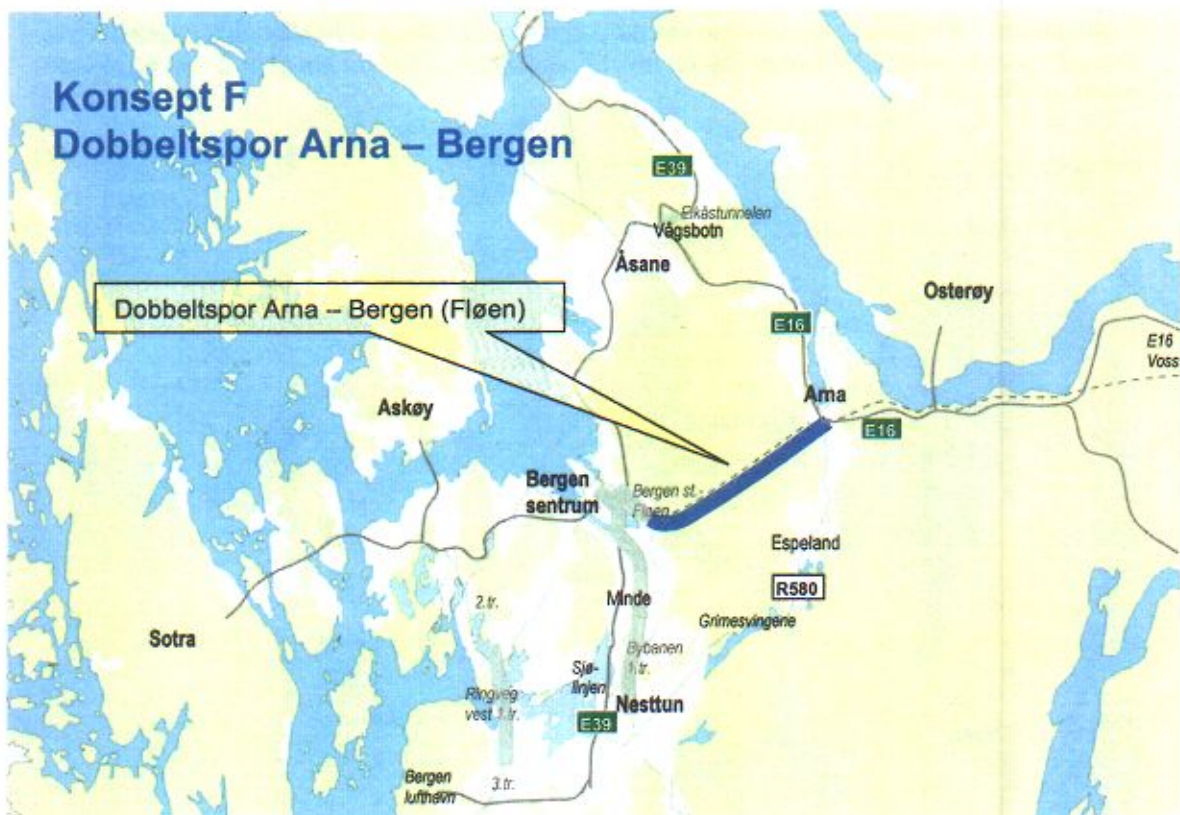 Konsept F
Dobbeltspor Arna – Bergen
E39
Eikåstunnelen
Vågsbotn
Åsane
Osterøy
Dobbeltspor Arna – Bergen (Fløen)
E16
E16
Voss
Arna
Askøy
E16
Bergen
sentrum
Bergen st.-
Fløen
Espeland
R580
Minde
2.tr.
Grimesvingene
Sotra
Bybanen
1.tr.
Sjø-
linjen
Ringveg
vest 1.tr.
Nesttun
E39
Bergen
lufthavn
3.tr.